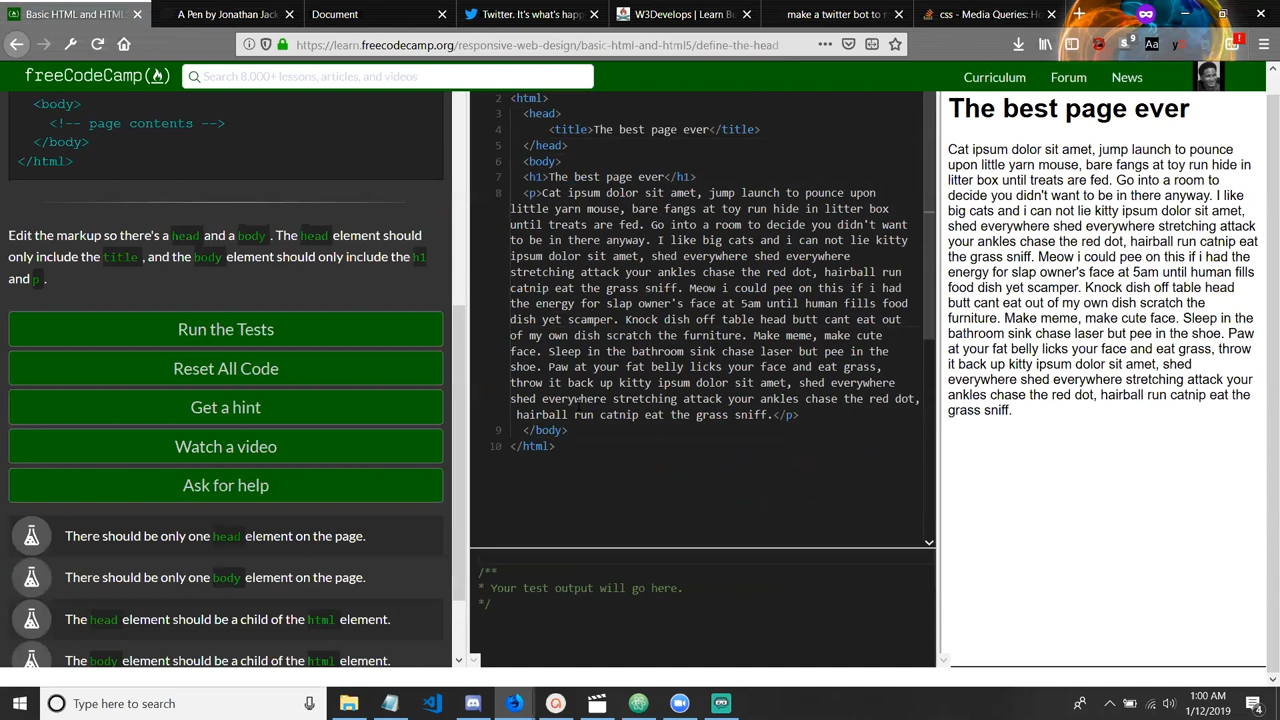 Basic HTML and HTML
A Pen by Jonathan Jack
Document
Twitter. It's what's happ
W3Develops | Learn Bu
make a twitter bot to r
css - Media Queries: Ho
https://learn.freecodecamp.org/responsive-web-design/basic-html-and-html5/define-the-head
freeCodeCamp
Search 8,000+ lessons, articles, and videos
Curriculum
Forum
News
<body>
<!-- page contents -->
</body>
</html>
Edit the markup so there's a head and a body. The head element should
only include the title, and the body element should only include the h1
and p.
Run the Tests
Reset All Code
Get a hint
Watch a video
Ask for help
There should be only one head element on the page.
There should be only one body element on the page.
The head element should be a child of the html element.
The body element should be a child of the html element.
2 <html>
3 <head>
4 <title>The best page ever</title>
5 </head>
6 <body>
7 <h1>The best page ever</h1>
8 <p>Cat ipsum dolor sit amet, jump launch to pounce upon
little yarn mouse, bare fangs at toy run hide in litter box
until treats are fed. Go into a room to decide you didn't want
to be in there anyway. I like big cats and i can not lie kitty
ipsum dolor sit amet, shed everywhere shed everywhere
stretching attack your ankles chase the red dot, hairball run
catnip eat the grass sniff. Meow i could pee on this if i had
the energy for slap owner's face at 5am until human fills food
dish yet scamper. Knock dish off table head butt cant eat out
of my own dish scratch the furniture. Make meme, make cute
face. Sleep in the bathroom sink chase laser but pee in the
shoe. Paw at your fat belly licks your face and eat grass,
throw it back up kitty ipsum dolor sit amet, shed everywhere
shed everywhere stretching attack your ankles chase the red dot,
hairball run catnip eat the grass sniff.</p>
9 </body>
10 </html>
/**
* Your test output will go here.
*/
The best page ever
Cat ipsum dolor sit amet, jump launch to pounce
upon little yarn mouse, bare fangs at toy run hide in
litter box until treats are fed. Go into a room to
decide you didn't want to be in there anyway. I like
big cats and i can not lie kitty ipsum dolor sit amet,
shed everywhere shed everywhere stretching attack
your ankles chase the red dot, hairball run catnip eat
the grass sniff. Meow i could pee on this if i had the
energy for slap owner's face at 5am until human fills
food dish yet scamper. Knock dish off table head
butt cant eat out of my own dish scratch the
furniture. Make meme, make cute face. Sleep in the
bathroom sink chase laser but pee in the shoe. Paw
at your fat belly licks your face and eat grass, throw
it back up kitty ipsum dolor sit amet, shed
everywhere shed everywhere stretching attack your
ankles chase the red dot, hairball run catnip eat the
grass sniff.
Type here to search
1:00 AM
1/12/2019